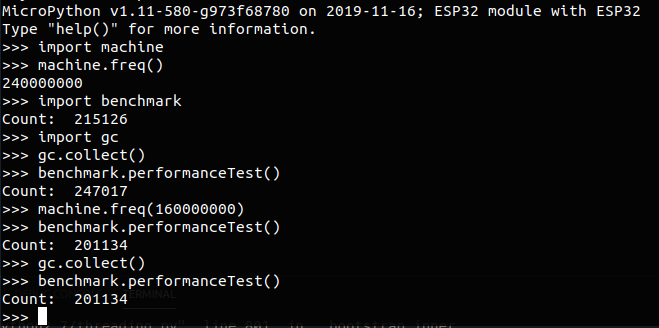 MicroPython v1.11-580-g973f68780 on 2019-11-16; ESP32 module with ESP32
Type "help()" for more information.
>>> import machine
>>> machine.freq()
240000000
>>> import benchmark
Count:  215126
>>> import gc
>>> gc.collect()
>>> benchmark.performanceTest()
Count:  247017
>>> machine.freq(160000000)
>>> benchmark.performanceTest()
Count:  201134
>>> gc.collect()
>>> benchmark.performanceTest()
Count:  201134
>>>